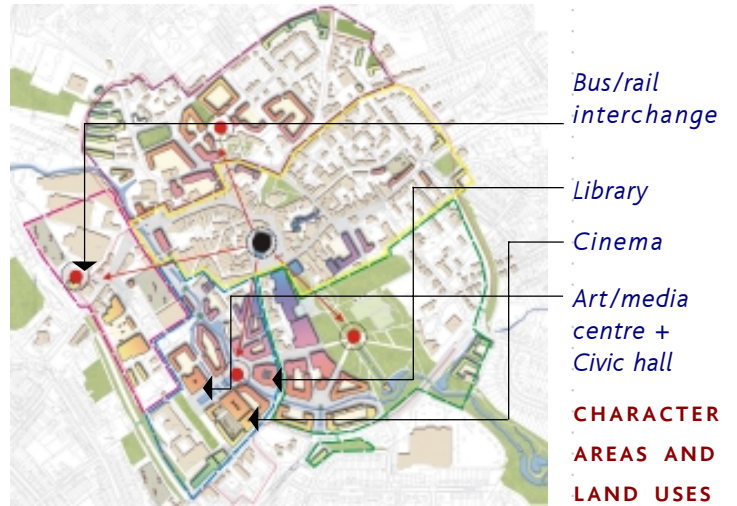 Bus/rail
interchange
Library
Cinema
Art/media
centre +
Civic hall
CHARACTER
AREAS AND
LAND USES